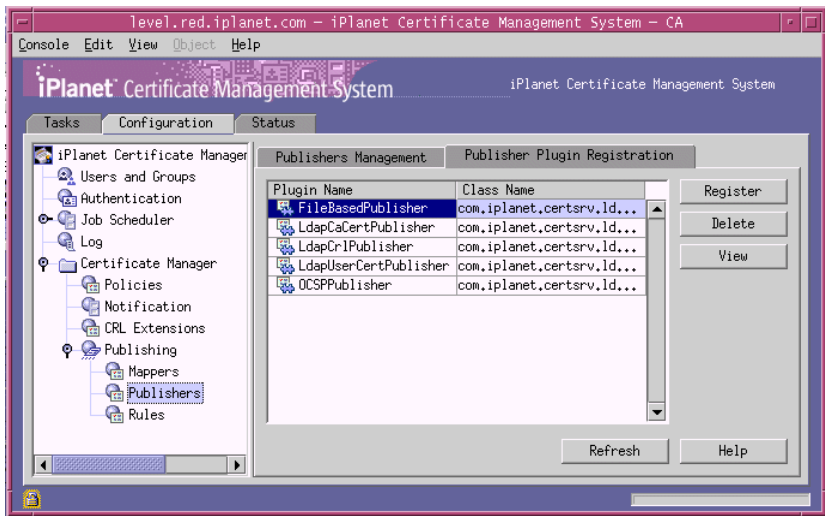 level.red.iplanet.com – iPlanet Certificate Management System – CA
Console Edit View Object Help
iPlanet Certificate Management System
iPlanet Certificate Management System
Tasks Configuration Status
iPlanet Certificate Manager
Users and Groups
Authentication
Job Scheduler
Log
Certificate Manager
Policies
Notification
CRL Extensions
Publishing
Mappers
Publishers
Rules
Publishers Management Publisher Plugin Registration
Plugin Name Class Name
FileBasedPublisher com.iplanet.certsrv.ld...
LdapCaCertPublisher com.iplanet.certsrv.ld...
LdapCrlPublisher com.iplanet.certsrv.ld...
LdapUserCertPublisher com.iplanet.certsrv.ld...
OCSPPublisher com.iplanet.certsrv.ld...
Register
Delete
View
Refresh Help